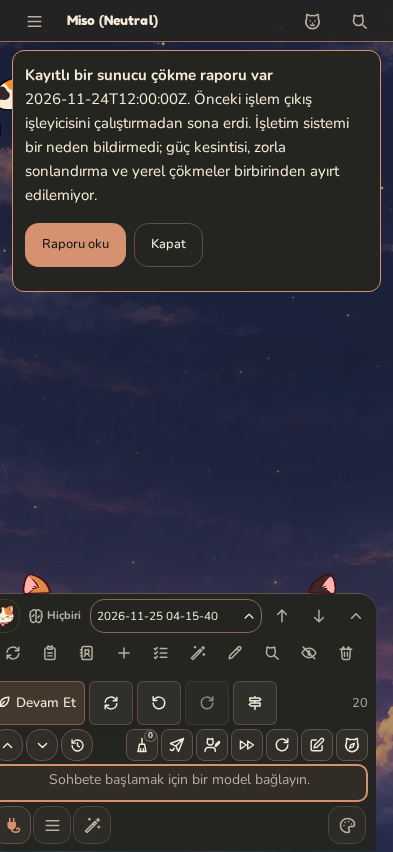 Miso (Neutral)
Kayıtlı bir sunucu çökme raporu var
2026-11-24T12:00:00Z. Önceki işlem çıkış
işleyicisini çalıştırmadan sona erdi. İşletim sistemi
bir neden bildirmedi; güç kesintisi, zorla
sonlandırma ve yerel çökmeler birbirinden ayırt
edilemiyor.
Raporu oku
Kapat
Hiçbiri
2026-11-25 04-15-40
Devam Et
20
0
Sohbete başlamak için bir model bağlayın.